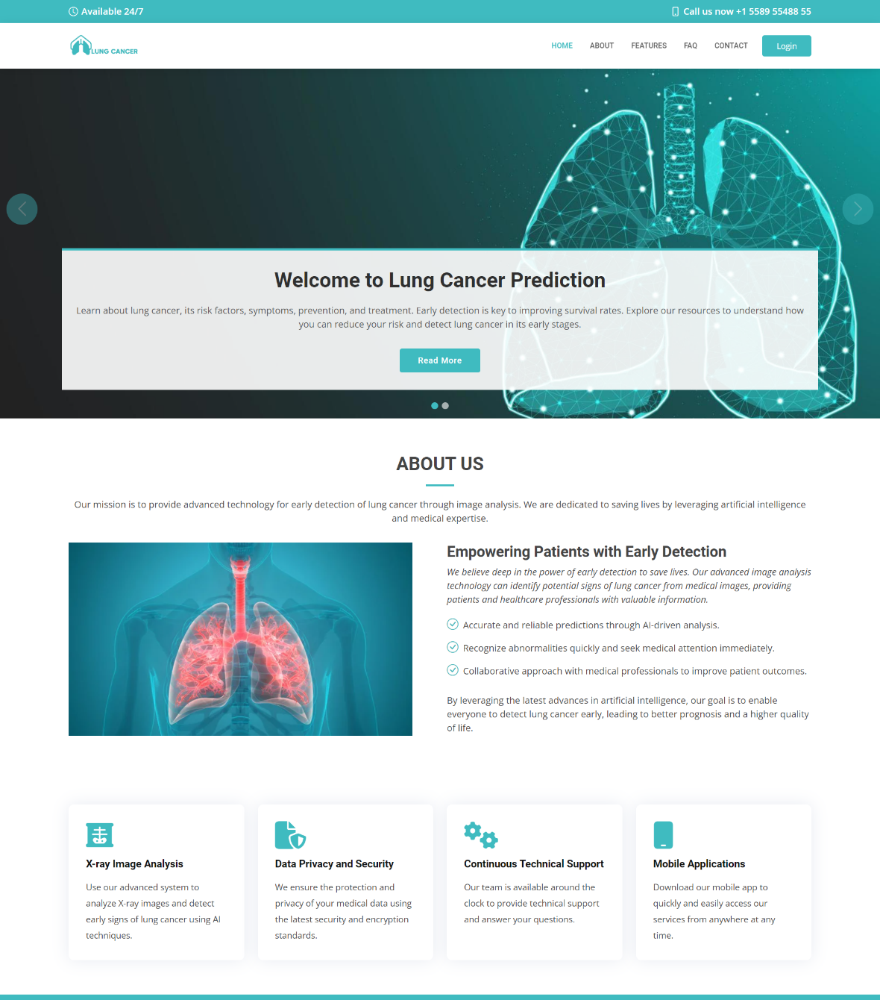 Available 24/7
Call us now +1 5589 55488 55
LUNG CANCER
HOME ABOUT FEATURES FAQ CONTACT Login
Welcome to Lung Cancer Prediction
Learn about lung cancer, its risk factors, symptoms, prevention, and treatment. Early detection is key to improving survival rates. Explore our resources to understand how
you can reduce your risk and detect lung cancer in its early stages.
Read More
ABOUT US
Our mission is to provide advanced technology for early detection of lung cancer through image analysis. We are dedicated to saving lives by leveraging artificial intelligence
and medical expertise.
Empowering Patients with Early Detection
We believe deep in the power of early detection to save lives. Our advanced image analysis
technology can identify potential signs of lung cancer from medical images, providing
patients and healthcare professionals with valuable information.
Accurate and reliable predictions through AI-driven analysis.
Recognize abnormalities quickly and seek medical attention immediately.
Collaborative approach with medical professionals to improve patient outcomes.
By leveraging the latest advances in artificial intelligence, our goal is to enable
everyone to detect lung cancer early, leading to better prognosis and a higher quality
of life.
X-ray Image Analysis
Use our advanced system to
analyze X-ray images and detect
early signs of lung cancer using AI
techniques.
Data Privacy and Security
We ensure the protection and
privacy of your medical data using
the latest security and encryption
standards.
Continuous Technical Support
Our team is available around the
clock to provide technical support
and answer your questions.
Mobile Applications
Download our mobile app to
quickly and easily access our
services from anywhere at any
time.